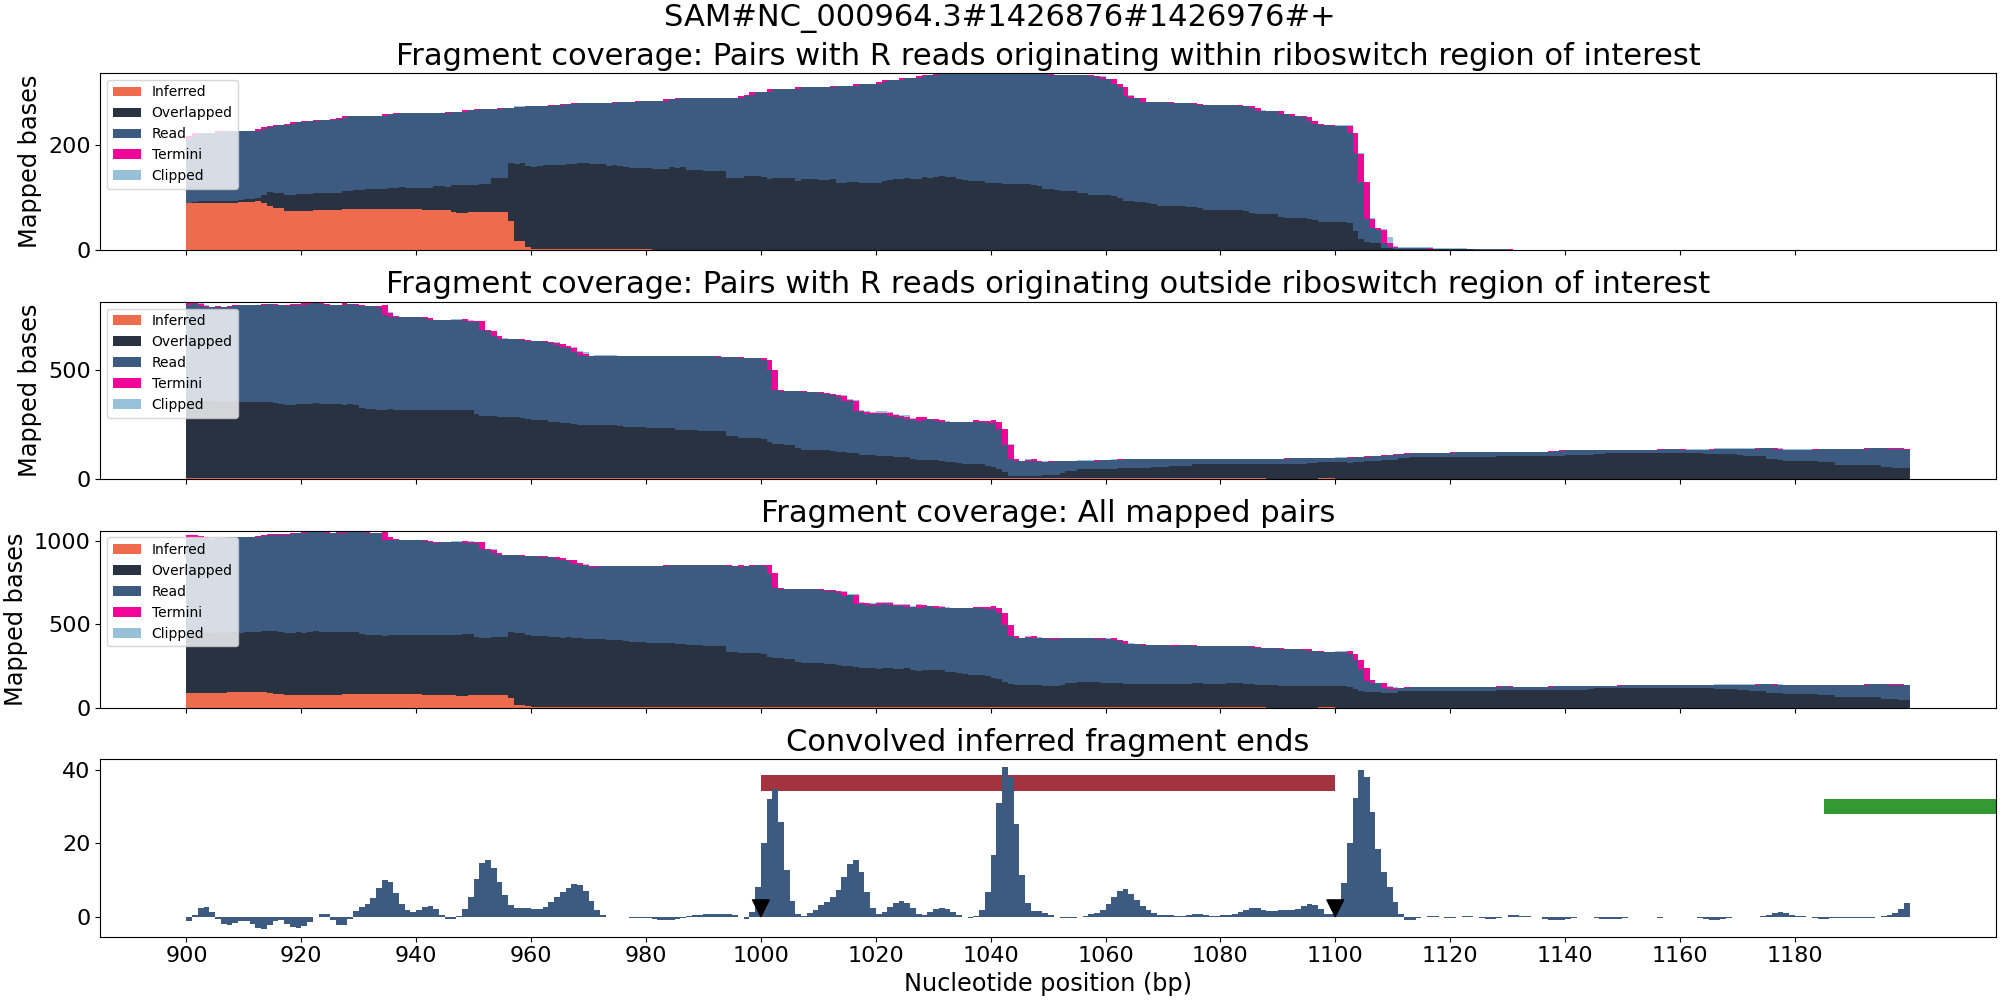 SAM#NC_000964.3#1426876#1426976#+
Fragment coverage: Pairs with R reads originating within riboswitch region of interest
Mapped bases
200
0
Inferred
Overlapped
Read
Termini
Clipped
Fragment coverage: Pairs with R reads originating outside riboswitch region of interest
Mapped bases
500
0
Inferred
Overlapped
Read
Termini
Clipped
Fragment coverage: All mapped pairs
Mapped bases
1000
500
0
Inferred
Overlapped
Read
Termini
Clipped
Convolved inferred fragment ends
40
20
0
900 920 940 960 980 1000 1020 1040 1060 1080 1100 1120 1140 1160 1180
Nucleotide position (bp)